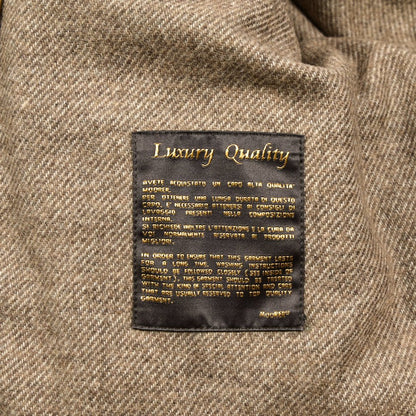 Luxury Quality
AVETE ACQUISTATO UN CAPO ALTA QUALITA'
MOORER.
PER OTTENERE UNA LUNGA DURATA DI QUESTO
CAPO, E' NECESSARIO ATTENERSI AI CONSIGLI DI
LAVAGGIO PRESENTI NELLA COMPOSIZIONE
INTERNA.
SI RICHIEDE INOLTRE L'ATTENZIONE E LA CURA DA
VOI NORMALMENTE RISERVATA A PRODOTTI
MIGLIORI.
IN ORDER TO ENSURE THAT THIS GARMENT LASTS
FOR A LONG TIME, WASHING INSTRUCTIONS
SHOULD BE FOLLOWED CLOSELY (SEE INSIDE OF
GARMENT). THIS GARMENT SHOULD BE TREATED
WITH THE KIND OF SPECIAL ATTENTION AND CARE
THAT ARE USUALLY RESERVED TO TOP QUALITY
GARMENT.
MooRER